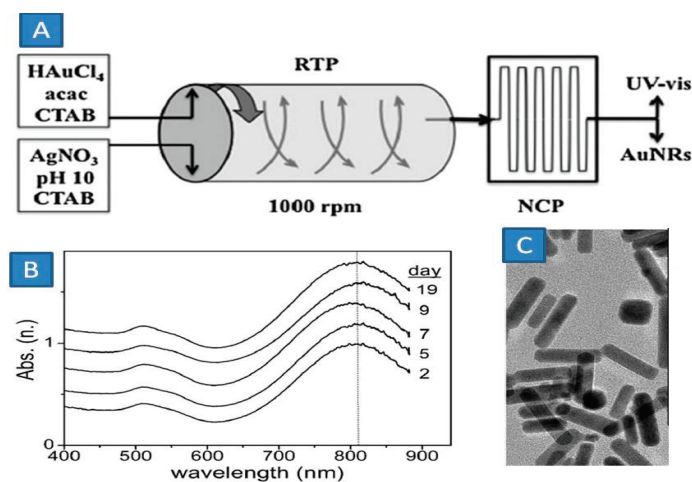 A
HAuCl₄
acac
CTAB
AgNO₃
pH 10
CTAB
RTP
1000 rpm
NCP
UV-vis
AuNRs
B
Abs. (n.)
1
0
400 500 600 700 800 900
wavelength (nm)
day
19
9
7
5
2
C